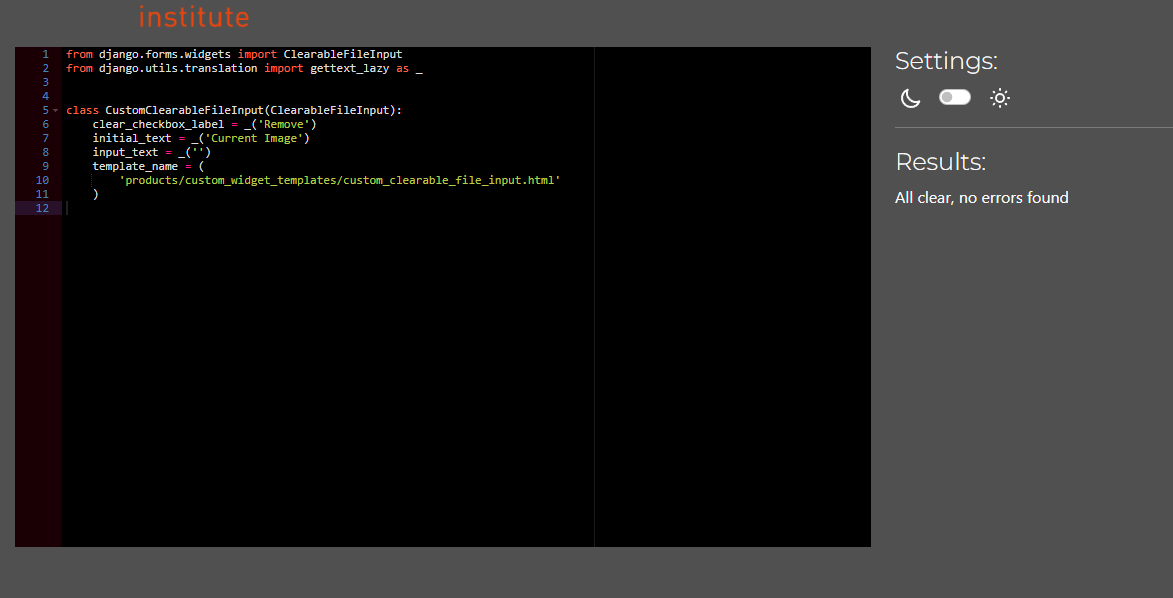 institute
1 from django.forms.widgets import ClearableFileInput
2 from django.utils.translation import gettext_lazy as _
3
4
5 class CustomClearableFileInput(ClearableFileInput):
6     clear_checkbox_label = _('Remove')
7     initial_text = _('Current Image')
8     input_text = _('')
9     template_name = (
10         'products/custom_widget_templates/custom_clearable_file_input.html'
11     )
12
Settings:
Results:
All clear, no errors found